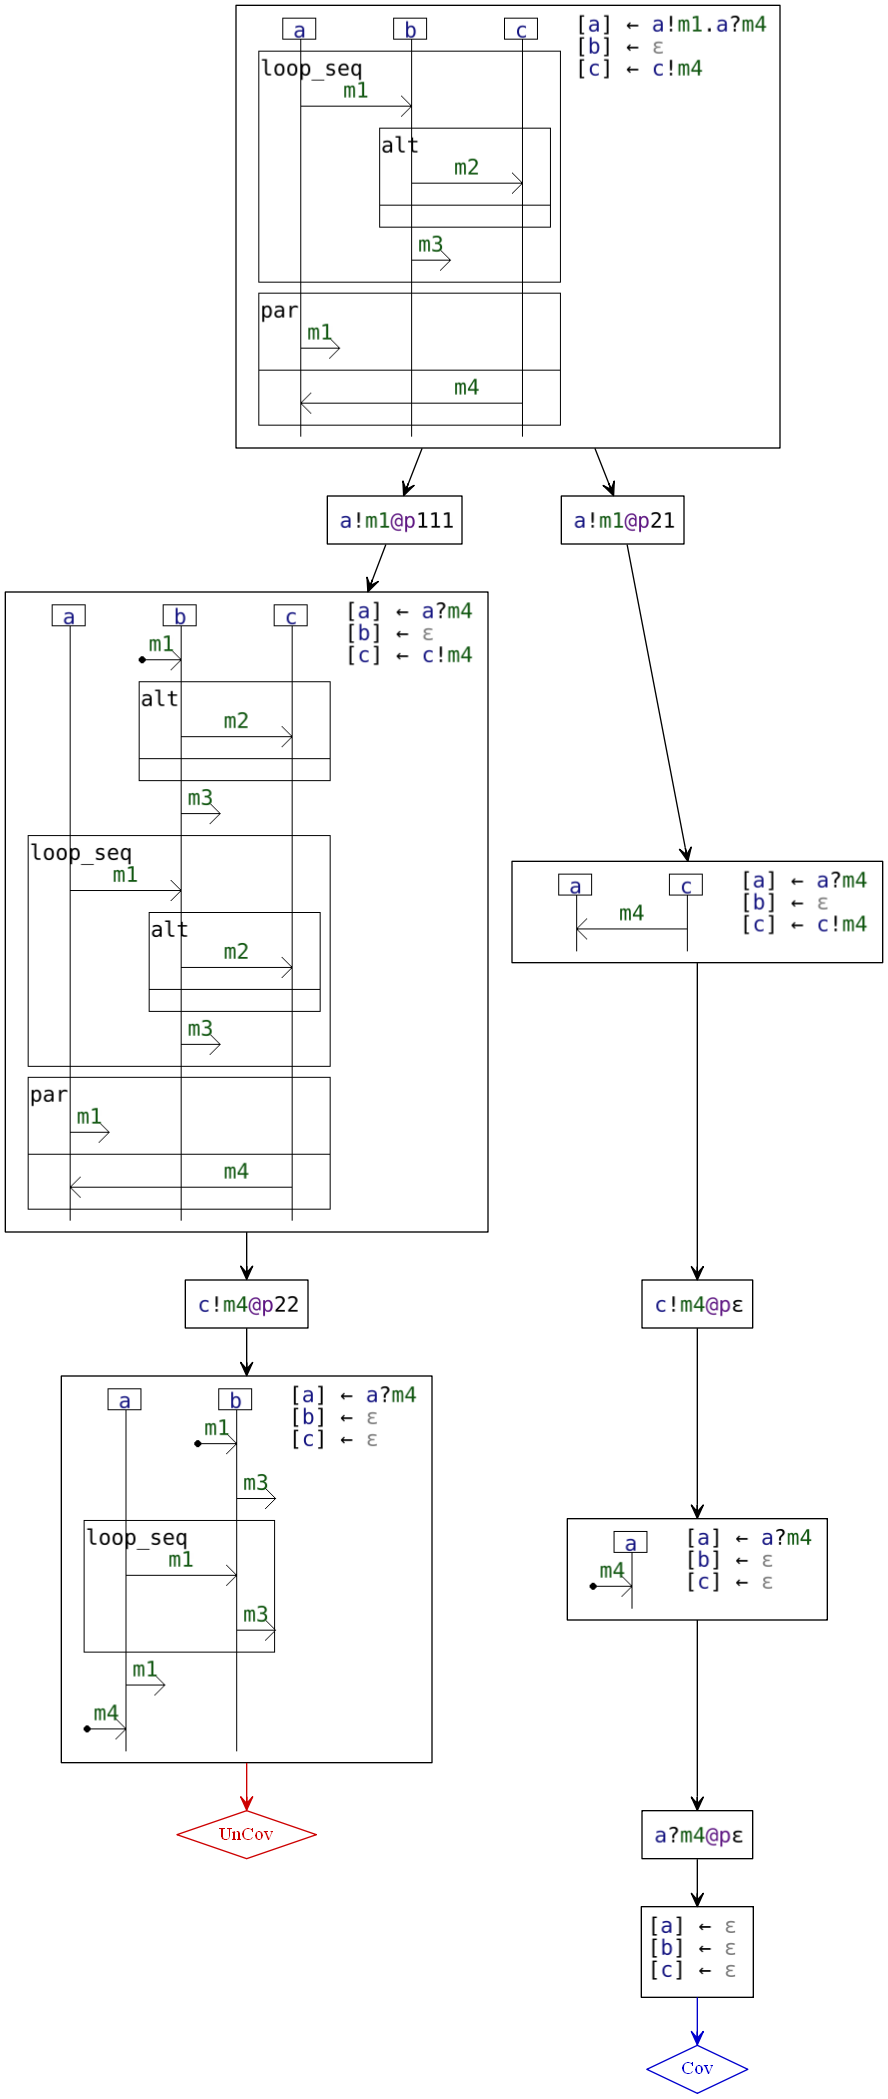 a b c
[a] ← a!m1.a?m4
[b] ← ε
[c] ← c!m4
loop_seq
m1
alt
m2
m3
par
m1
m4
a!m1@p111
a!m1@p21
a b c
[a] ← a?m4
[b] ← ε
[c] ← c!m4
m1
alt
m2
m3
loop_seq
m1
alt
m2
m3
par
m1
m4
a c
[a] ← a?m4
[b] ← ε
[c] ← c!m4
m4
c!m4@p22
c!m4@pε
a b
[a] ← a?m4
[b] ← ε
[c] ← ε
m1
m3
loop_seq
m1
m3
m1
m4
a
[a] ← a?m4
[b] ← ε
[c] ← ε
m4
UnCov
a?m4@pε
[a] ← ε
[b] ← ε
[c] ← ε
Cov